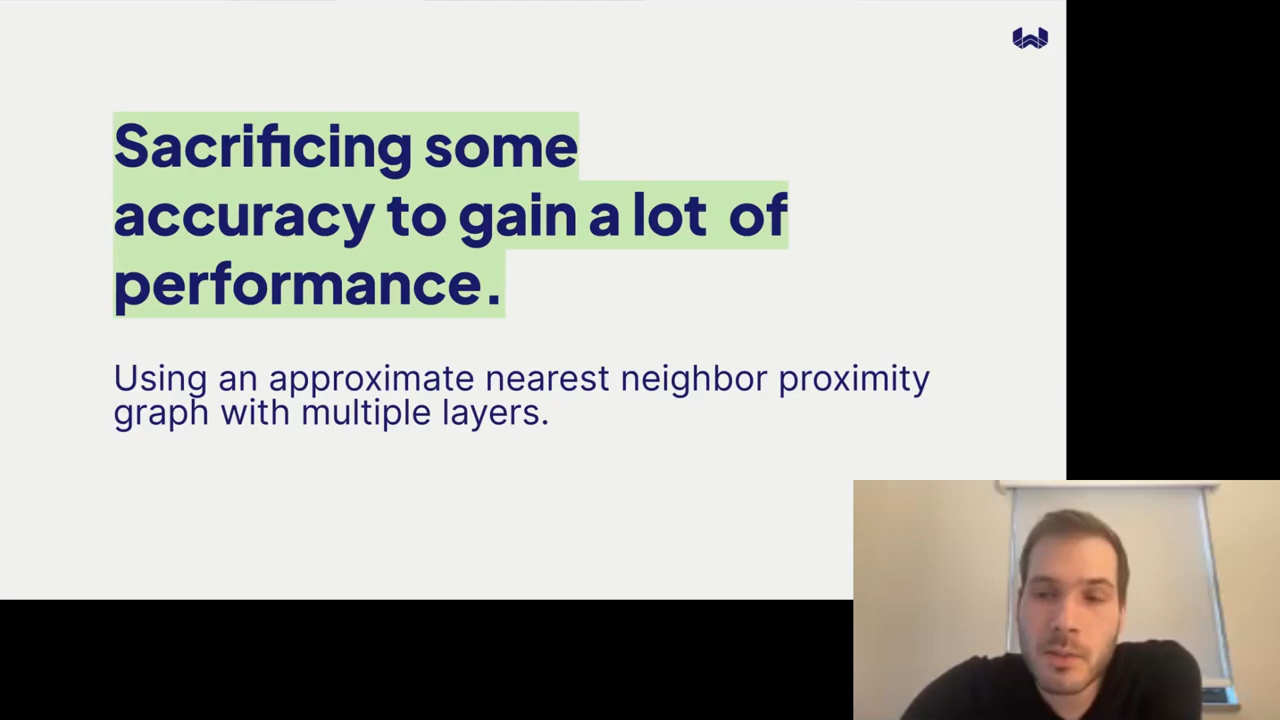 Sacrificing some
accuracy to gain a lot of
performance.
Using an approximate nearest neighbor proximity
graph with multiple layers.